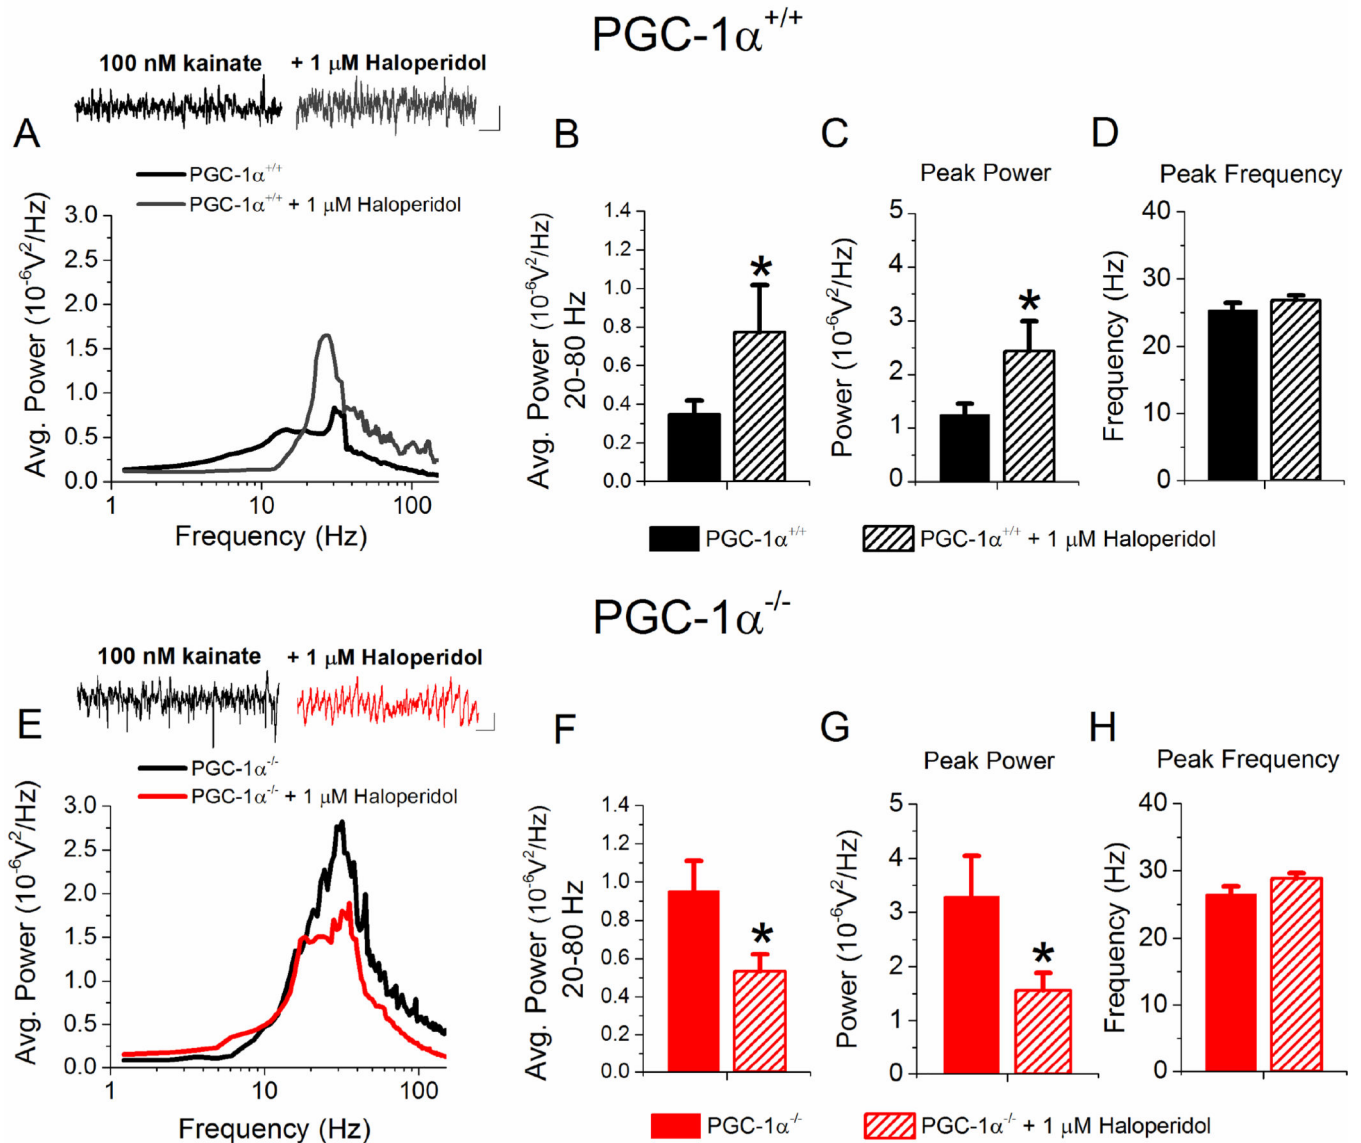 PGC-1α+/+
100 nM kainate + 1 μM Haloperidol
A
PGC-1α+/+
PGC-1α+/+ + 1 μM Haloperidol
Avg. Power (10-6V2/Hz)
3.0
2.5
2.0
1.5
1.0
0.5
0.0
1 10 100
Frequency (Hz)
B
Avg. Power (10-6V2/Hz)
20-80 Hz
1.4
1.2
1.0
0.8
0.6
0.4
0.2
0.0
*
C
Peak Power
Power (10-6V2/Hz)
5
4
3
2
1
0
*
D
Peak Frequency
Frequency (Hz)
40
30
20
10
0
PGC-1α+/+ PGC-1α+/+ + 1 μM Haloperidol
PGC-1α-/-
100 nM kainate + 1 μM Haloperidol
E
PGC-1α-/-
PGC-1α-/- + 1 μM Haloperidol
Avg. Power (10-6V2/Hz)
3.0
2.5
2.0
1.5
1.0
0.5
0.0
1 10 100
Frequency (Hz)
F
Avg. Power (10-6V2/Hz)
20-80 Hz
1.4
1.2
1.0
0.8
0.6
0.4
0.2
0.0
*
G
Peak Power
Power (10-6V2/Hz)
5
4
3
2
1
0
*
H
Peak Frequency
Frequency (Hz)
40
30
20
10
0
PGC-1α-/- PGC-1α-/- + 1 μM Haloperidol